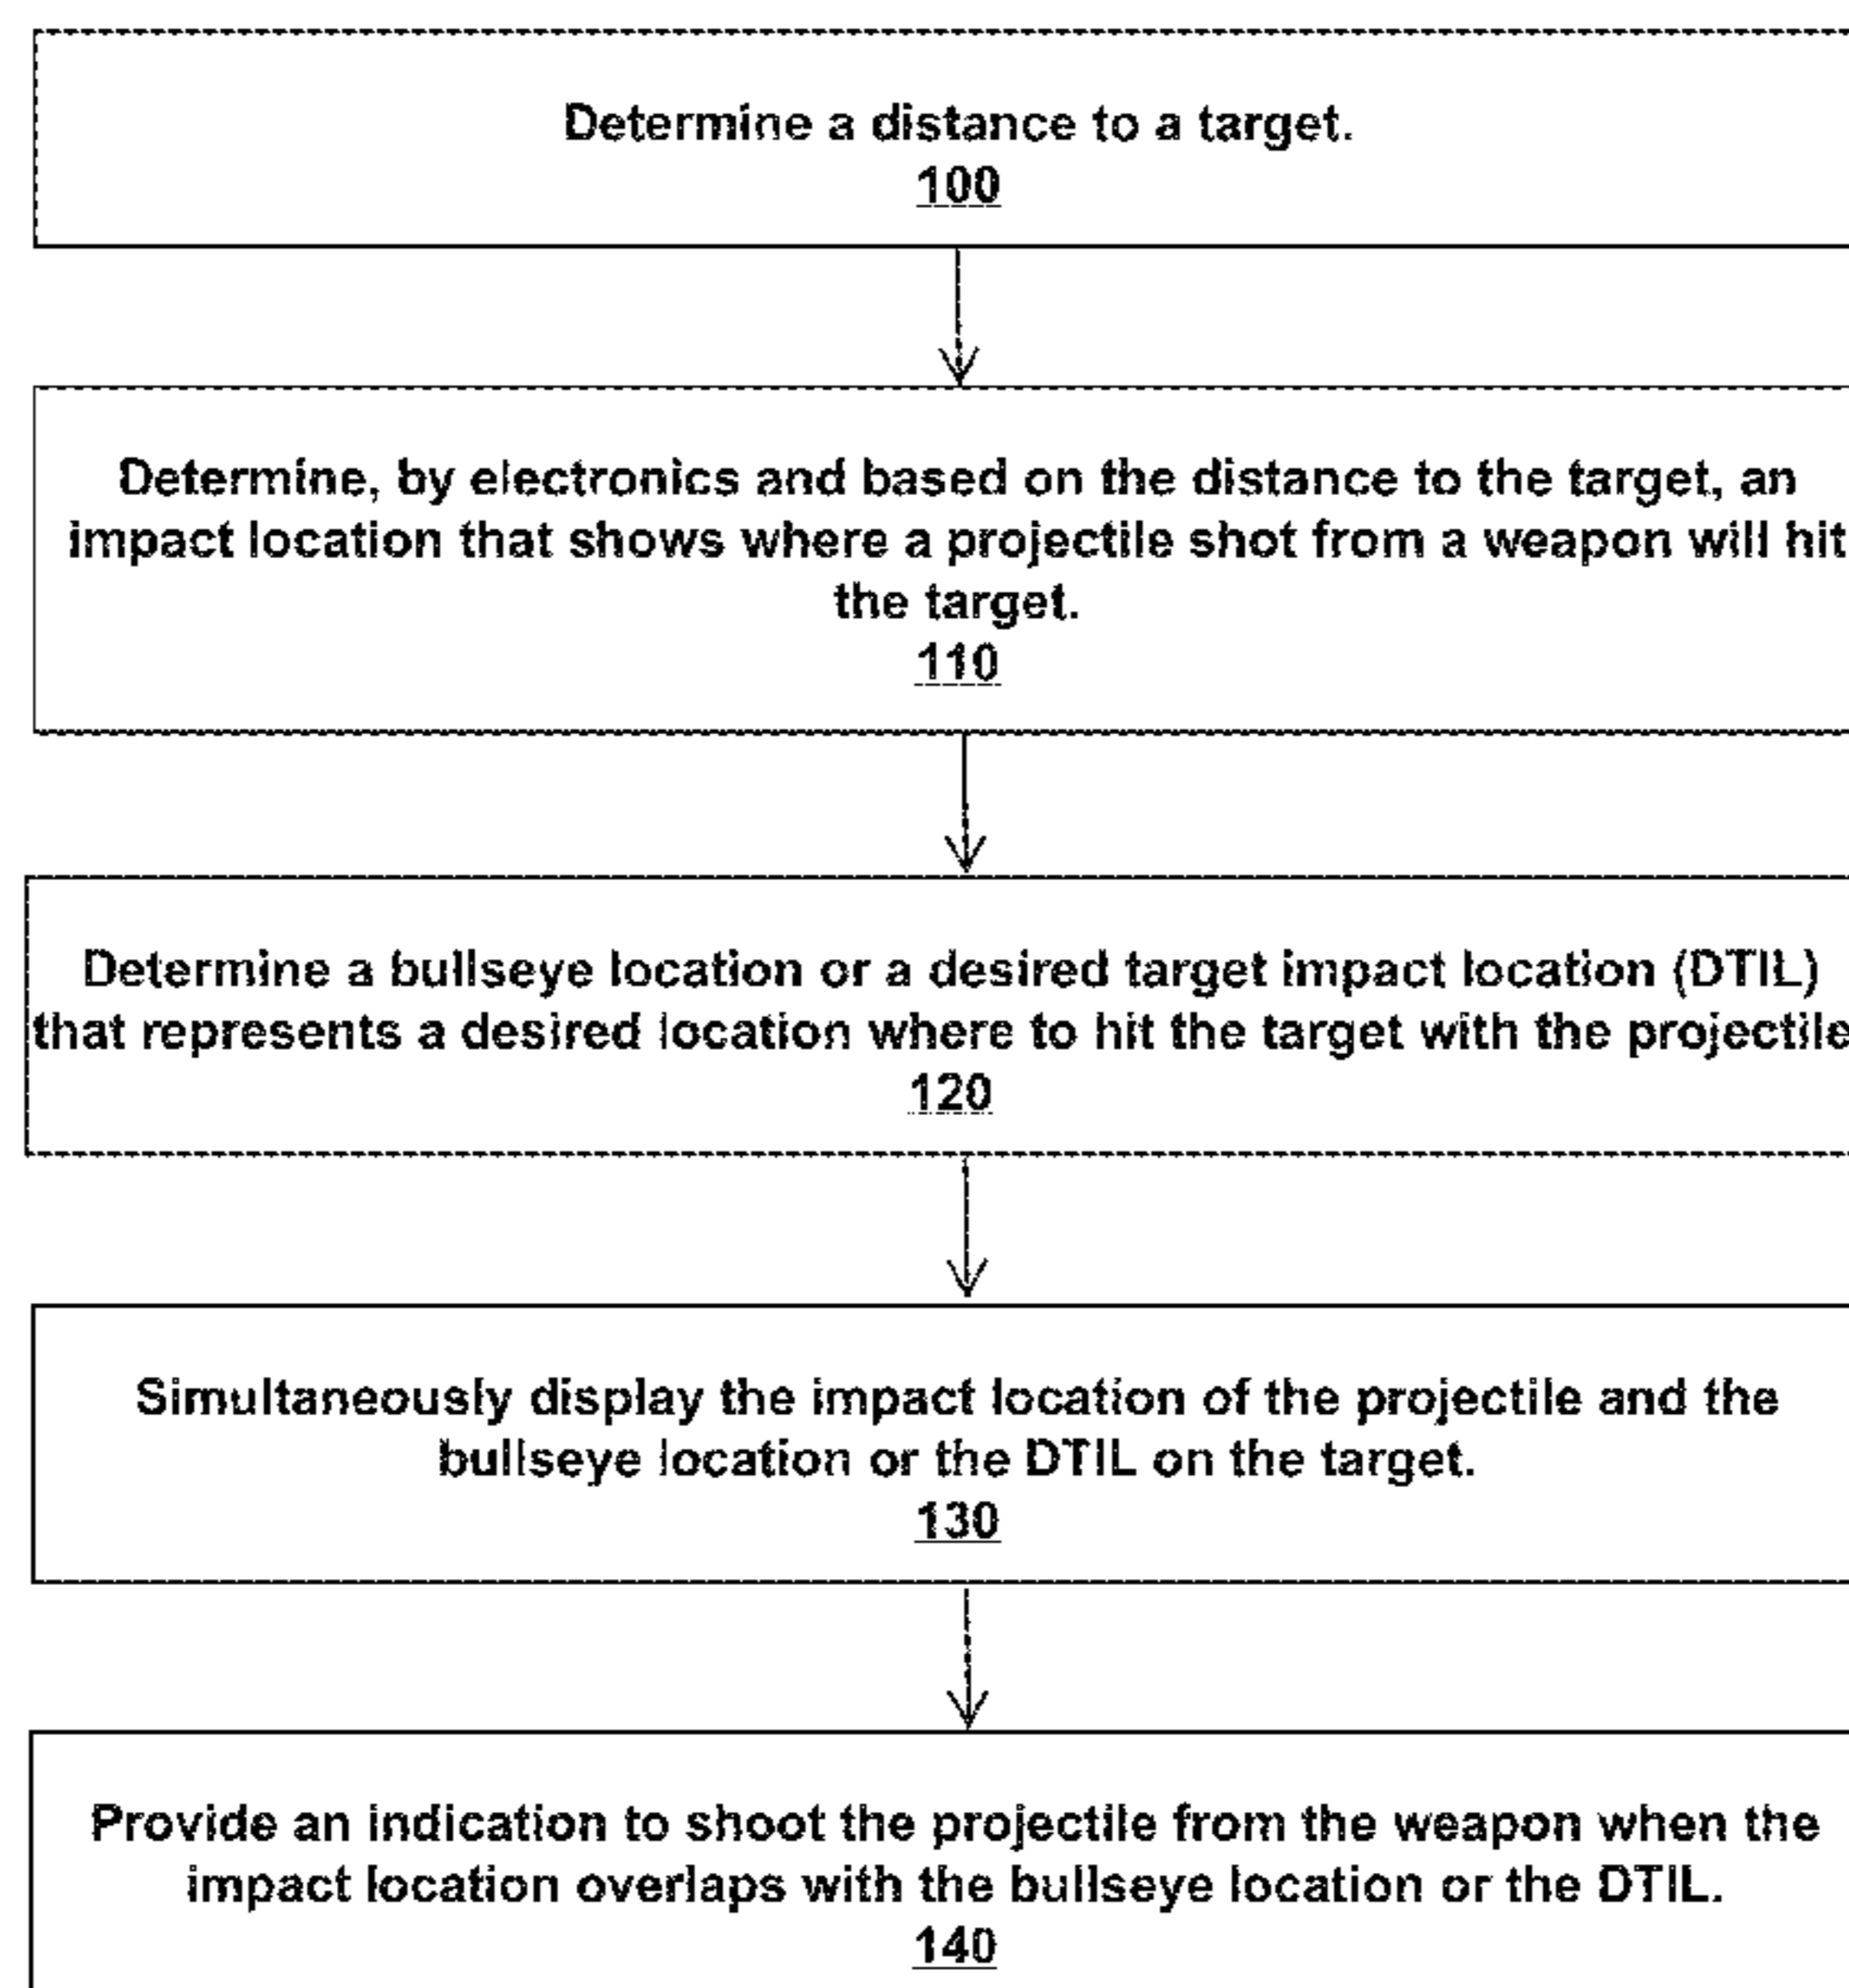 Determine a distance to a target.
100
Determine, by electronics and based on the distance to the target, an
impact location that shows where a projectile shot from a weapon will hit
the target.
110
Determine a bullseye location or a desired target impact location (DTIL)
that represents a desired location where to hit the target with the projectile
120
Simultaneously display the impact location of the projectile and the
bullseye location or the DTIL on the target.
130
Provide an indication to shoot the projectile from the weapon when the
impact location overlaps with the bullseye location or the DTIL.
140